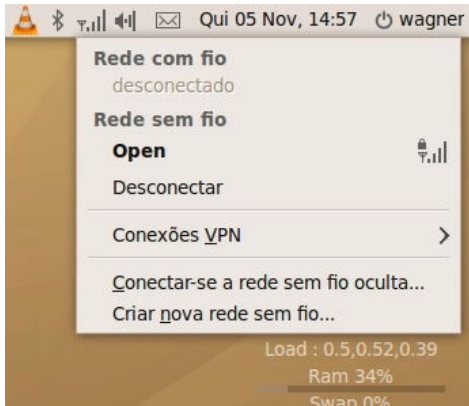 Qui 05 Nov, 14:57 wagner
Rede com fio
desconectado
Rede sem fio
Open
Desconectar
Conexões VPN
Conectar-se a rede sem fio oculta...
Criar nova rede sem fio...
Load : 0.5,0.52,0.39
Ram 34%
Swap 0%